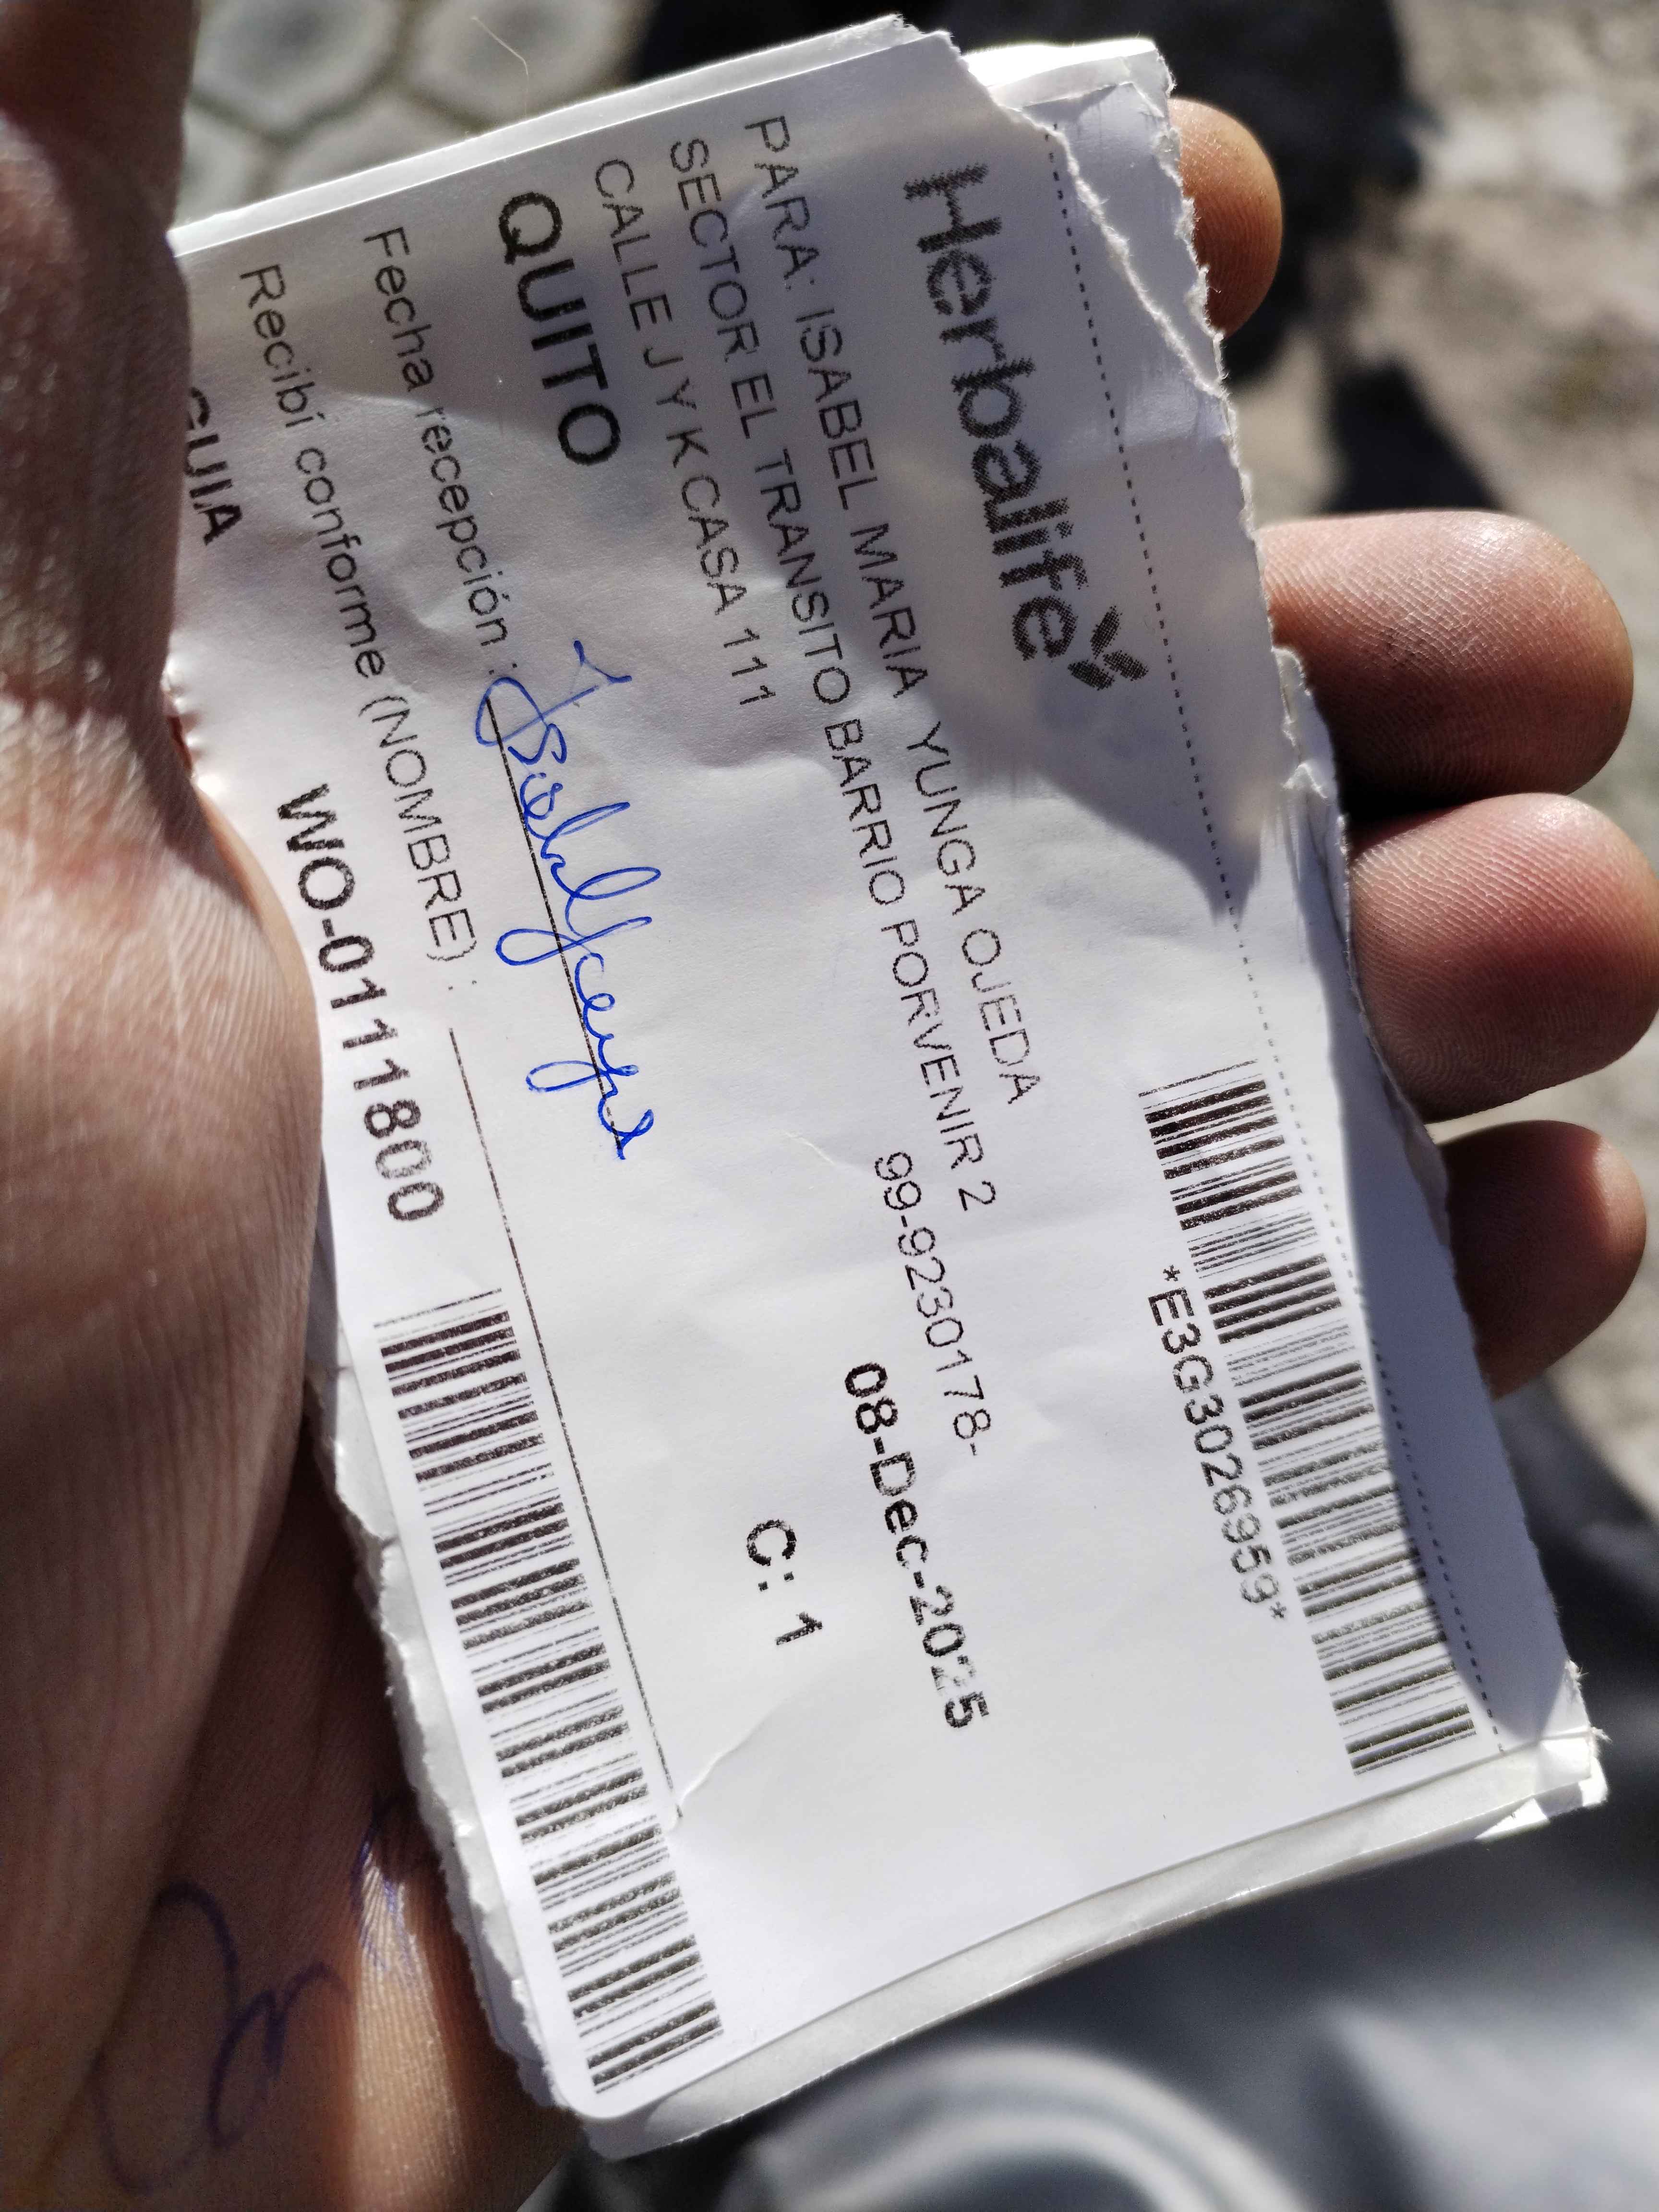 Herbalife
*E3G3026959*
PARA: ISABEL MARIA YUNGA OJEDA
SECTOR EL TRANSITO BARRIO PORVENIR 2
CALLE J Y K CASA 111
99-9230178-
QUITO
08-Dec-2025
C: 1
Fecha recepción :
Recibí conforme (NOMBRE) :
GUIA
WO-0111800